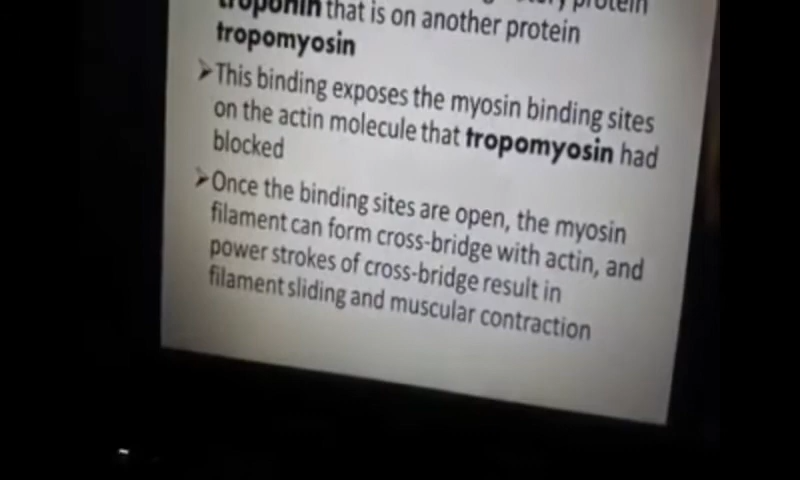 troponin that is on another protein
tropomyosin
➢This binding exposes the myosin binding sites
on the actin molecule that tropomyosin had
blocked
➢Once the binding sites are open, the myosin
filament can form cross-bridge with actin, and
power strokes of cross-bridge result in
filament sliding and muscular contraction